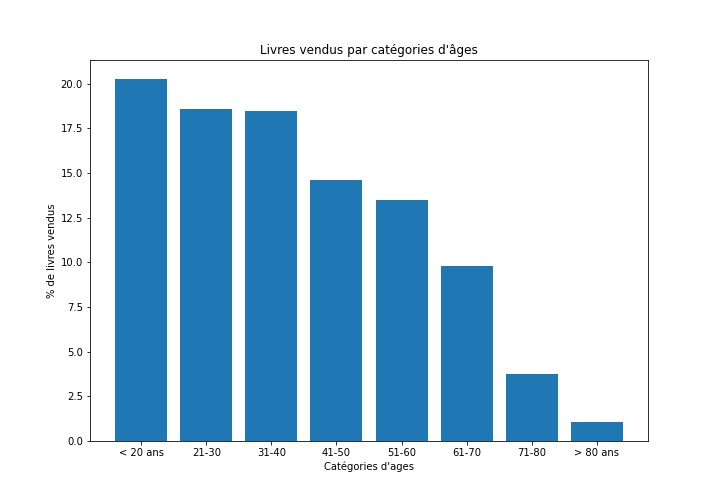 Livres vendus par catégories d'âges
% de livres vendus
20.0
17.5
15.0
12.5
10.0
7.5
5.0
2.5
0.0
< 20 ans 21-30 31-40 41-50 51-60 61-70 71-80 > 80 ans
Catégories d'ages